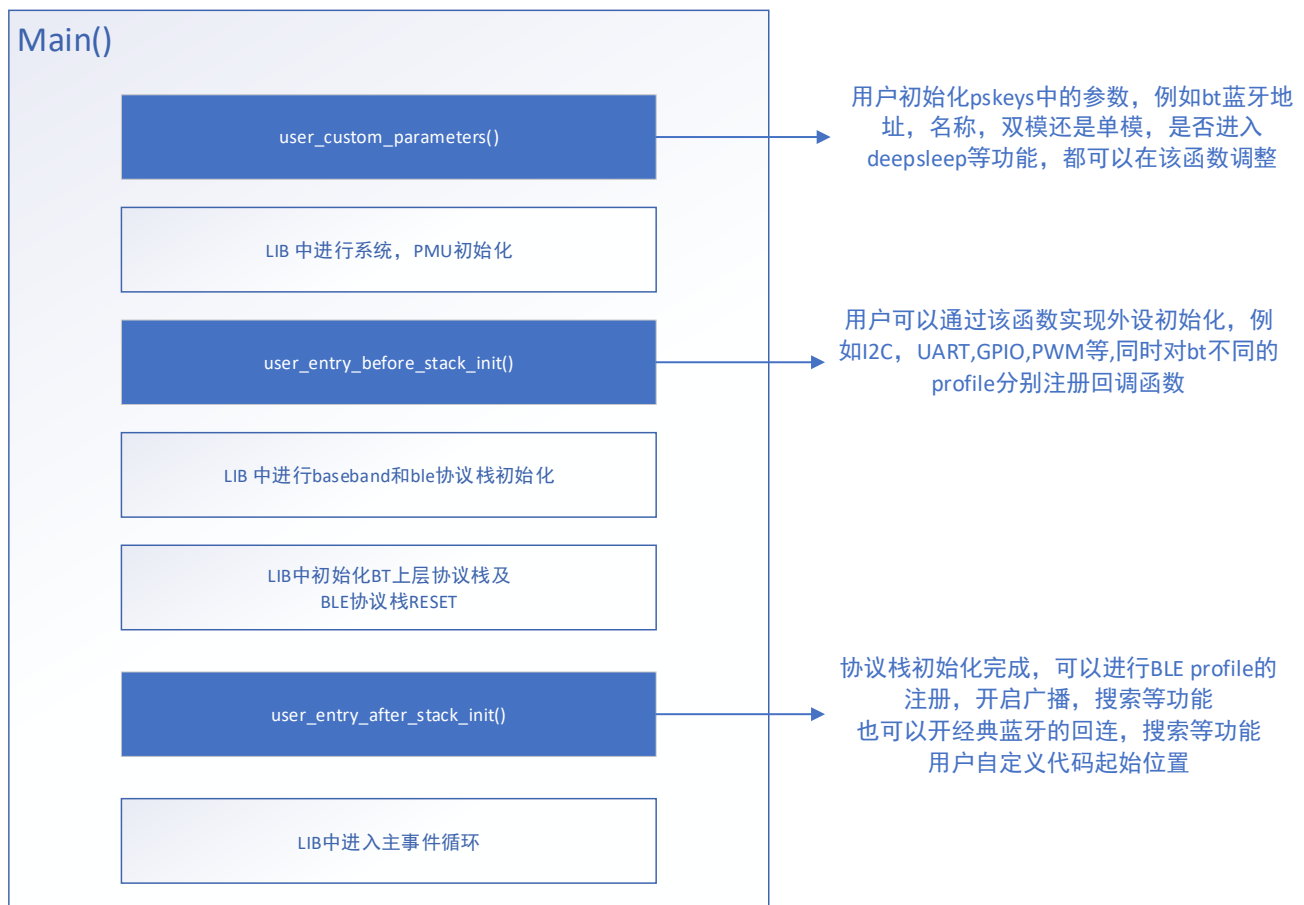 Main()
user_custom_parameters()
用户初始化pskeys中的参数，例如bt蓝牙地
址，名称，双模还是单模，是否进入
deepsleep等功能，都可以在该函数调整
LIB 中进行系统，PMU初始化
user_entry_before_stack_init()
用户可以通过该函数实现外设初始化，例
如I2C，UART,GPIO,PWM等,同时对bt不同的
profile分别注册回调函数
LIB 中进行baseband和ble协议栈初始化
LIB中初始化BT上层协议栈及
BLE协议栈RESET
user_entry_after_stack_init()
协议栈初始化完成，可以进行BLE profile的
注册，开启广播，搜索等功能
也可以开经典蓝牙的回连，搜索等功能
用户自定义代码起始位置
LIB中进入主事件循环